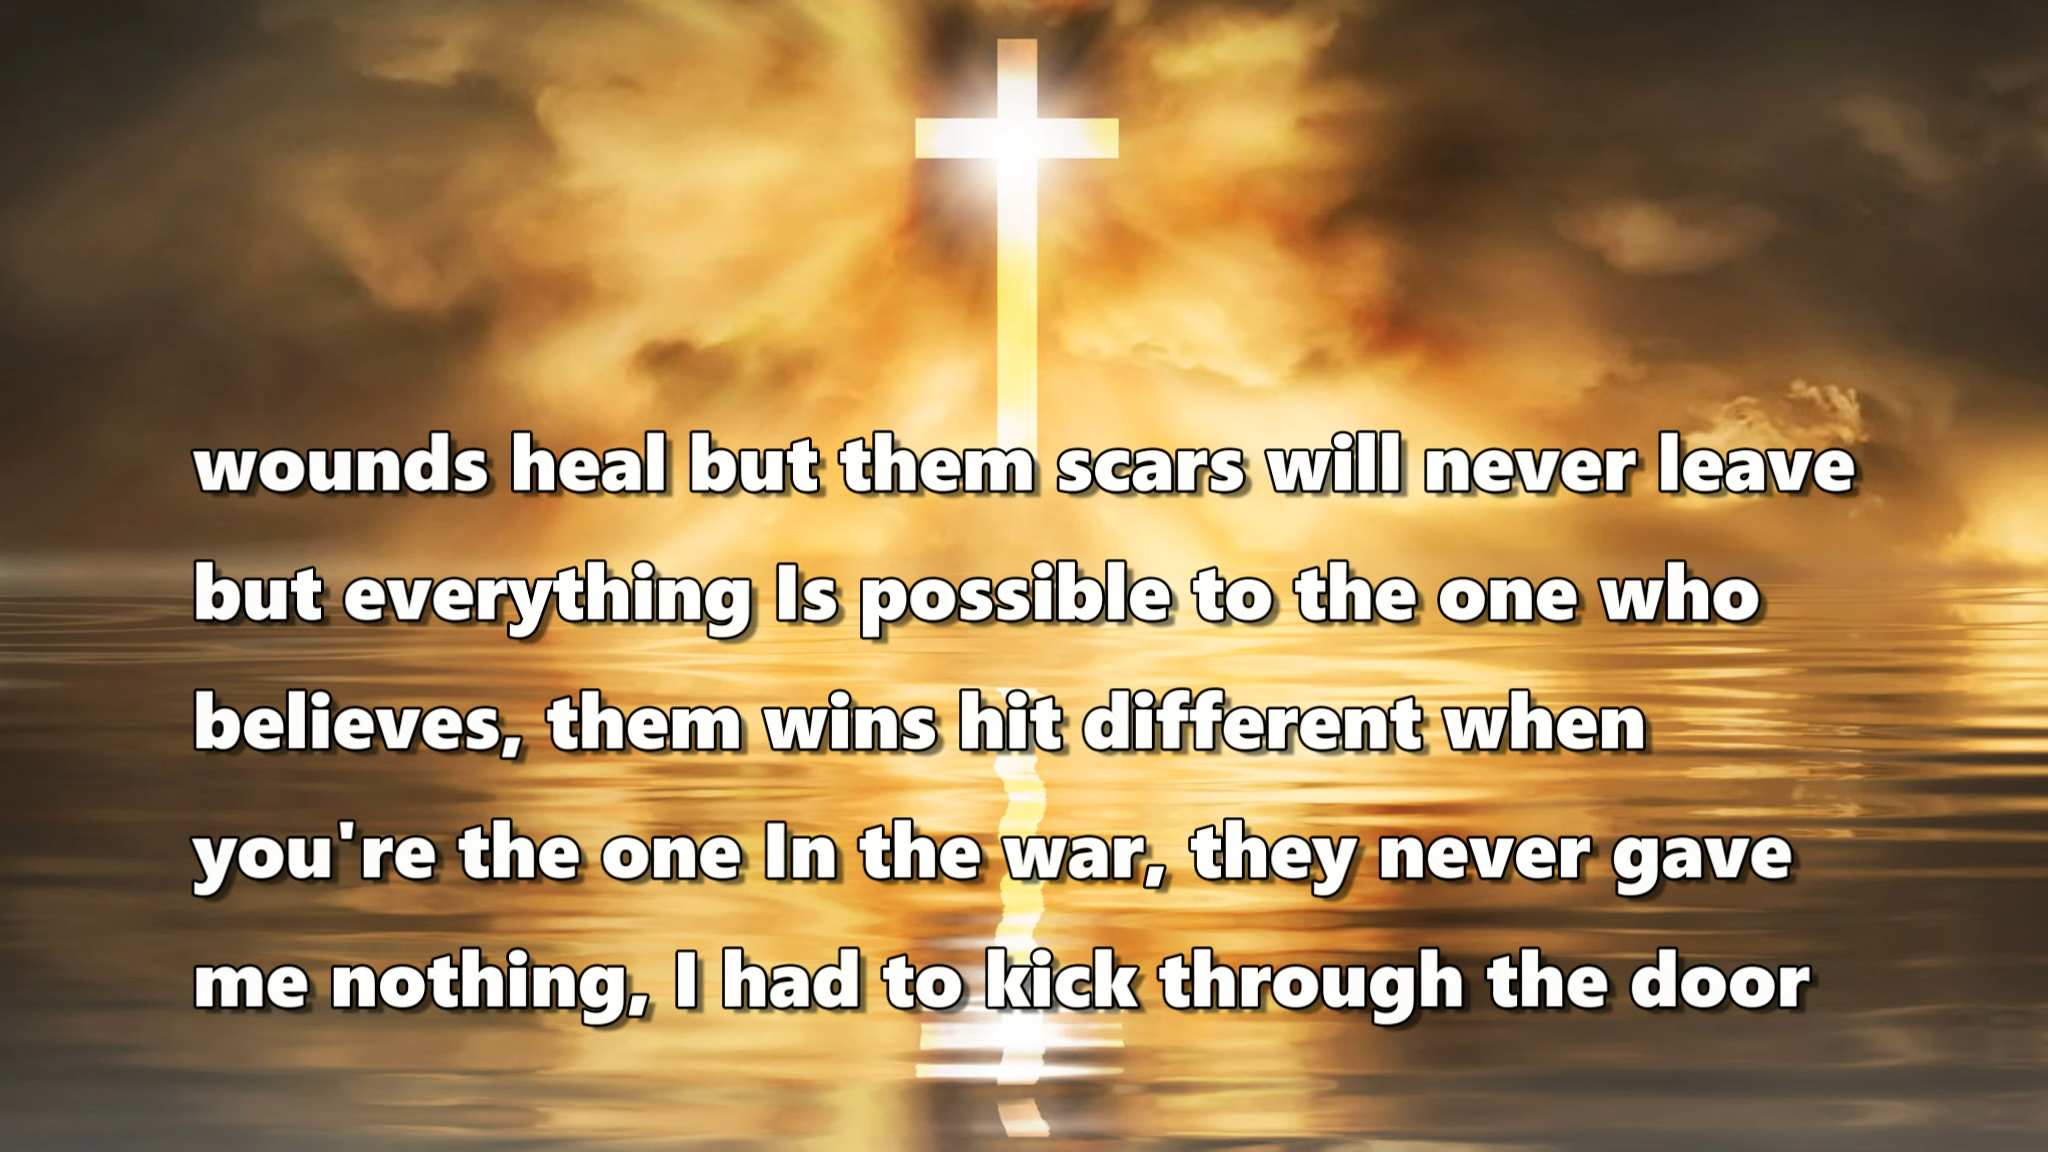 wounds heal but them scars will never leave
but everything Is possible to the one who
believes, them wins hit different when
you're the one In the war, they never gave
me nothing, I had to kick through the door